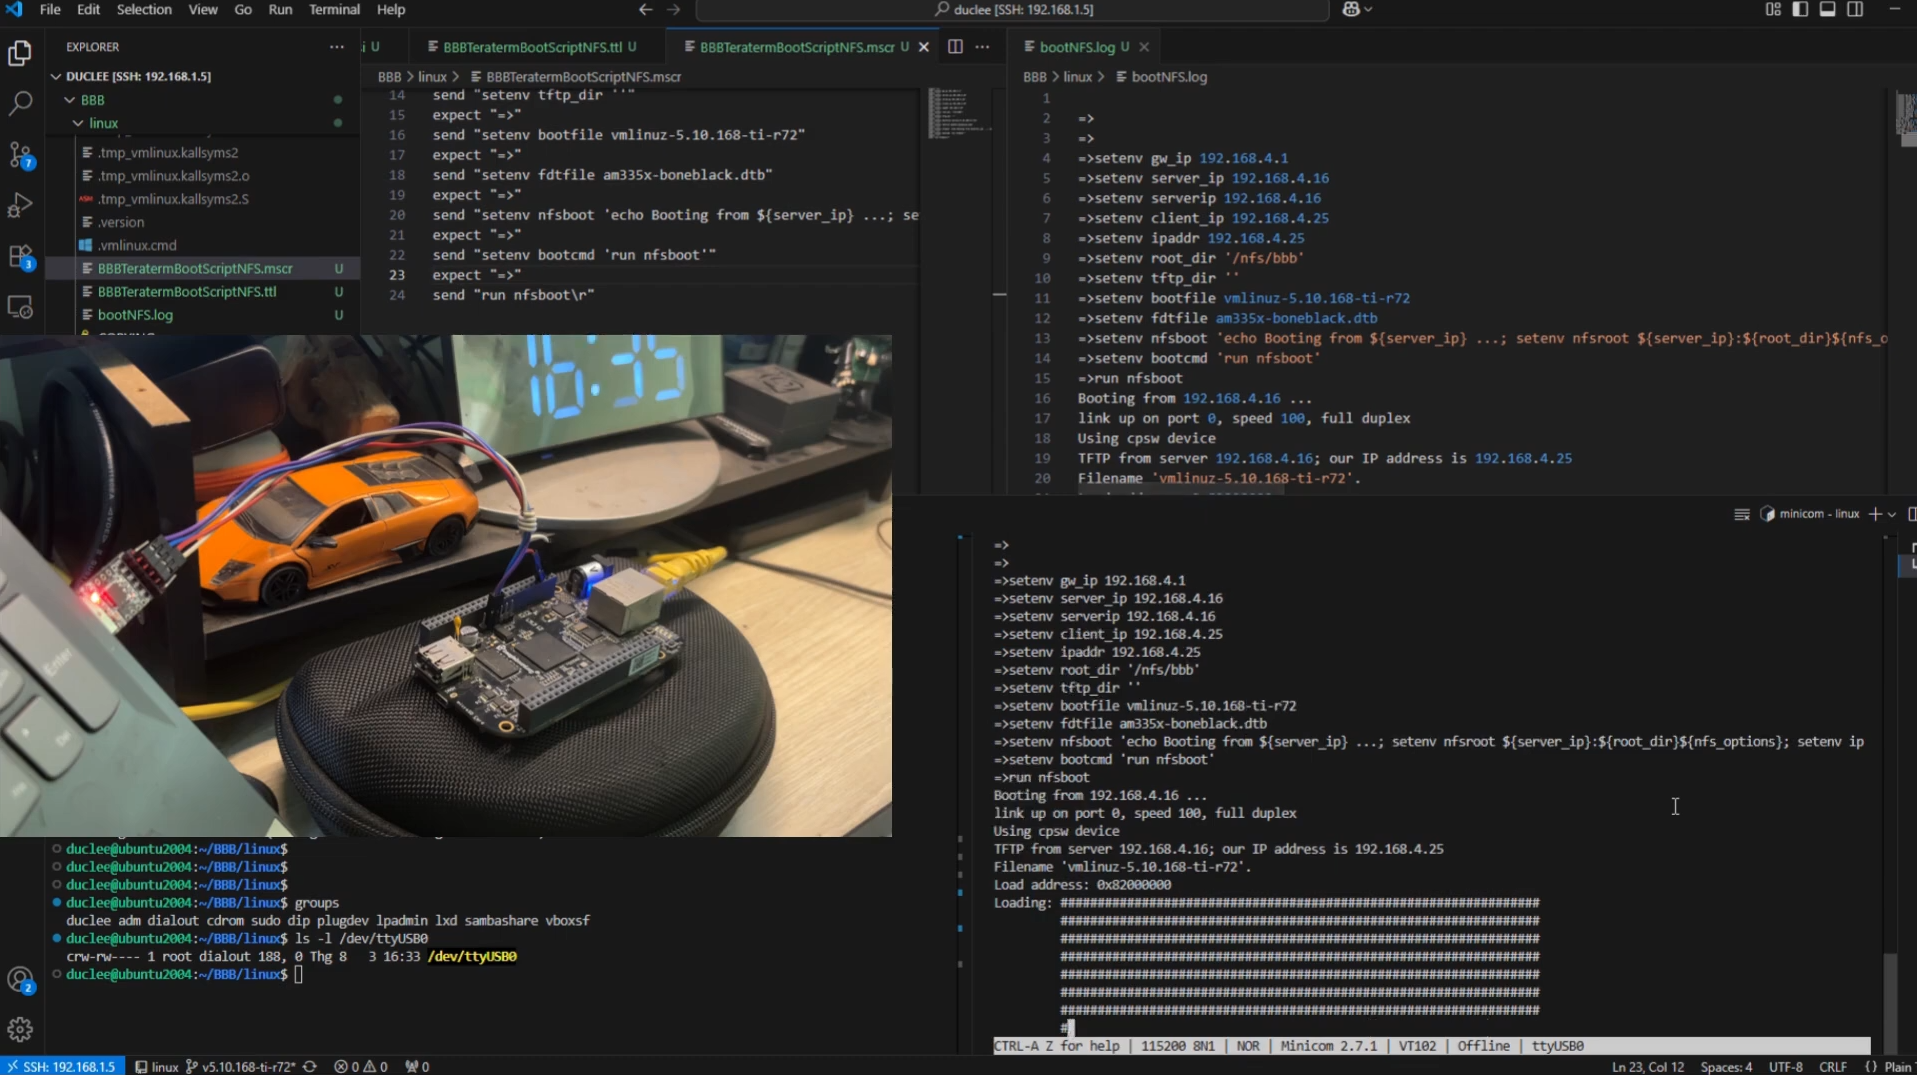 File Edit Selection View Go Run Terminal Help
duclee [SSH: 192.168.1.5]
EXPLORER
DUCLEE [SSH: 192.168.1.5]
BBB
linux
.tmp_vmlinux.kallsyms2
.tmp_vmlinux.kallsyms2.o
.tmp_vmlinux.kallsyms2.S
.version
.vmlinux.cmd
BBBTeratermBootScriptNFS.mscr U
BBBTeratermBootScriptNFS.ttl U
bootNFS.log U
U
BBBTeratermBootScriptNFS.ttl U
BBBTeratermBootScriptNFS.mscr U
BBB > linux > BBBTeratermBootScriptNFS.mscr
14 send "setenv tftp_dir ''"
15 expect "=>"
16 send "setenv bootfile vmlinuz-5.10.168-ti-r72"
17 expect "=>"
18 send "setenv fdtfile am335x-boneblack.dtb"
19 expect "=>"
20 send "setenv nfsboot 'echo Booting from ${server_ip} ...; se
21 expect "=>"
22 send "setenv bootcmd 'run nfsboot'"
23 expect "=>"
24 send "run nfsboot\r"
bootNFS.log U
BBB > linux > bootNFS.log
1
2 =>
3 =>
4 =>setenv gw_ip 192.168.4.1
5 =>setenv server_ip 192.168.4.16
6 =>setenv serverip 192.168.4.16
7 =>setenv client_ip 192.168.4.25
8 =>setenv ipaddr 192.168.4.25
9 =>setenv root_dir '/nfs/bbb'
10 =>setenv tftp_dir ''
11 =>setenv bootfile vmlinuz-5.10.168-ti-r72
12 =>setenv fdtfile am335x-boneblack.dtb
13 =>setenv nfsboot 'echo Booting from ${server_ip} ...; setenv nfsroot ${server_ip}:${root_dir}${nfs_o
14 =>setenv bootcmd 'run nfsboot'
15 =>run nfsboot
16 Booting from 192.168.4.16 ...
17 link up on port 0, speed 100, full duplex
18 Using cpsw device
19 TFTP from server 192.168.4.16; our IP address is 192.168.4.25
20 Filename 'vmlinuz-5.10.168-ti-r72'.
16:35
Enter
minicom - linux
=>
=>
=>setenv gw_ip 192.168.4.1
=>setenv server_ip 192.168.4.16
=>setenv serverip 192.168.4.16
=>setenv client_ip 192.168.4.25
=>setenv ipaddr 192.168.4.25
=>setenv root_dir '/nfs/bbb'
=>setenv tftp_dir ''
=>setenv bootfile vmlinuz-5.10.168-ti-r72
=>setenv fdtfile am335x-boneblack.dtb
=>setenv nfsboot 'echo Booting from ${server_ip} ...; setenv nfsroot ${server_ip}:${root_dir}${nfs_options}; setenv ip
=>setenv bootcmd 'run nfsboot'
=>run nfsboot
Booting from 192.168.4.16 ...
link up on port 0, speed 100, full duplex
Using cpsw device
TFTP from server 192.168.4.16; our IP address is 192.168.4.25
Filename 'vmlinuz-5.10.168-ti-r72'.
Load address: 0x82000000
Loading: #################################################################
#################################################################
#################################################################
#################################################################
#################################################################
#################################################################
#################################################################
#
CTRL-A Z for help | 115200 8N1 | NOR | Minicom 2.7.1 | VT102 | Offline | ttyUSB0
duclee@ubuntu2004:~/BBB/linux$
duclee@ubuntu2004:~/BBB/linux$
duclee@ubuntu2004:~/BBB/linux$
duclee@ubuntu2004:~/BBB/linux$ groups
duclee adm dialout cdrom sudo dip plugdev lpadmin lxd sambashare vboxsf
duclee@ubuntu2004:~/BBB/linux$ ls -l /dev/ttyUSB0
crw-rw---- 1 root dialout 188, 0 Thg 8 3 16:33 /dev/ttyUSB0
duclee@ubuntu2004:~/BBB/linux$
7
3
2
SSH: 192.168.1.5 linux v5.10.168-ti-r72* 0 0 0
Ln 23, Col 12 Spaces: 4 UTF-8 CRLF {} Plain